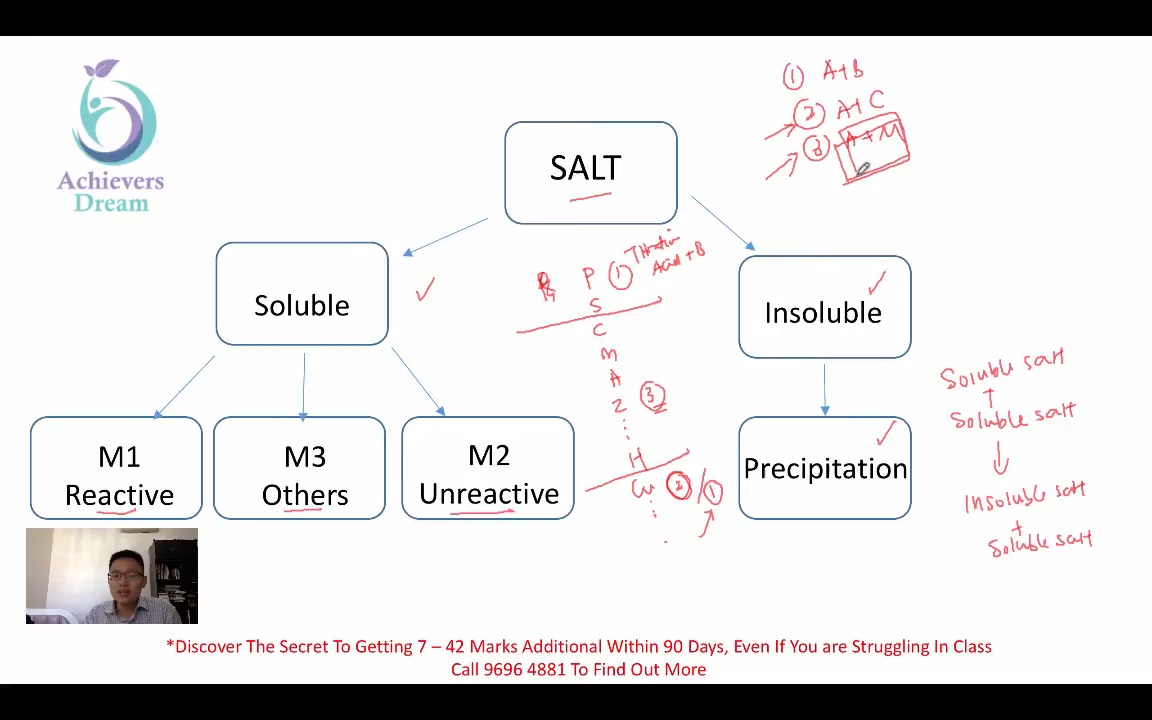 Achievers
Dream
SALT
① A+B
② A+C
③ A+M
Soluble
Insoluble
P ①
Acid + B
S
C
M
A
Z ③
H
Cu ② / ①
M1
Reactive
M3
Others
M2
Unreactive
Precipitation
Soluble salt
+
Soluble salt
Insoluble salt
+
Soluble salt
*Discover The Secret To Getting 7 – 42 Marks Additional Within 90 Days, Even If You are Struggling In Class
Call 9696 4881 To Find Out More